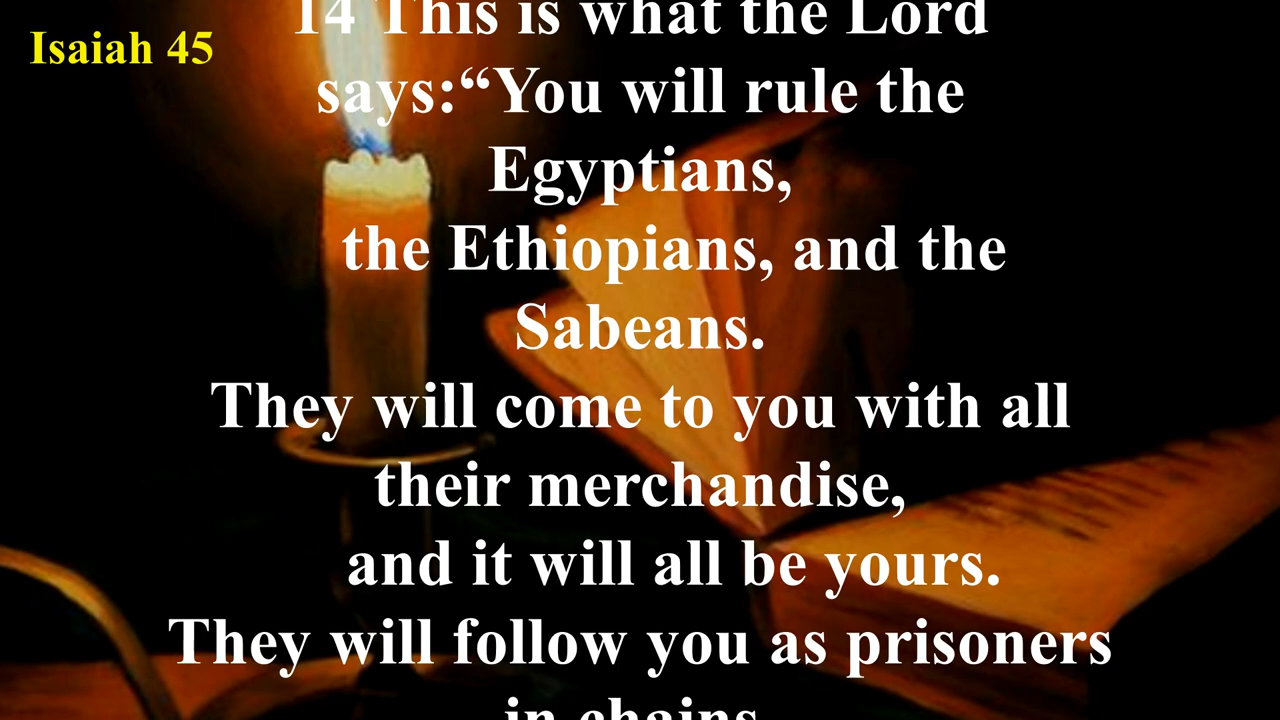 Isaiah 45
14 This is what the Lord
says:“You will rule the
Egyptians,
the Ethiopians, and the
Sabeans.
They will come to you with all
their merchandise,
and it will all be yours.
They will follow you as prisoners
in chains.